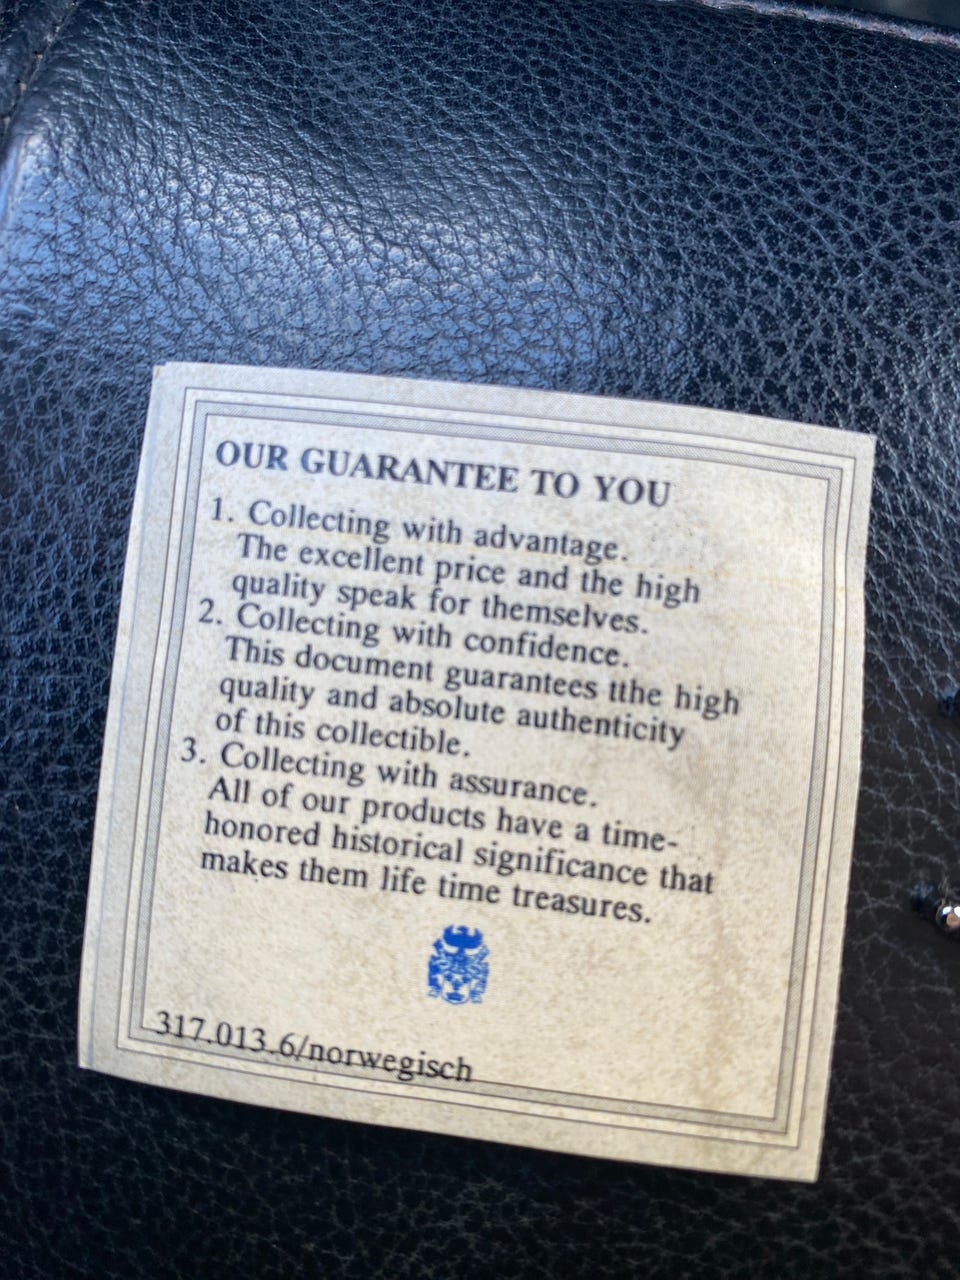 OUR GUARANTEE TO YOU
1. Collecting with advantage.
The excellent price and the high
quality speak for themselves.
2. Collecting with confidence.
This document guarantees tthe high
quality and absolute authenticity
of this collectible.
3. Collecting with assurance.
All of our products have a time-
honored historical significance that
makes them life time treasures.
317.013.6/norwegisch